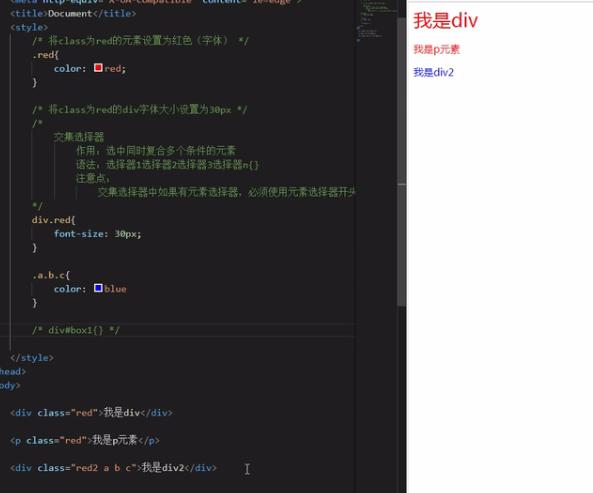 <meta http-equiv="X-UA-Compatible" content="ie=edge">
<title>Document</title>
<style>
/* 将class为red的元素设置为红色（字体） */
.red{
color: red;
}
/* 将class为red的div字体大小设置为30px */
/*
交集选择器
作用：选中同时复合多个条件的元素
语法：选择器1选择器2选择器3选择器n{}
注意点：
交集选择器中如果有元素选择器，必须使用元素选择器开头
*/
div.red{
font-size: 30px;
}
.a.b.c{
color: blue
}
/* div#box1{} */
</style>
head>
ody>
<div class="red">我是div</div>
<p class="red">我是p元素</p>
<div class="red2 a b c">我是div2</div>
我是div
我是p元素
我是div2